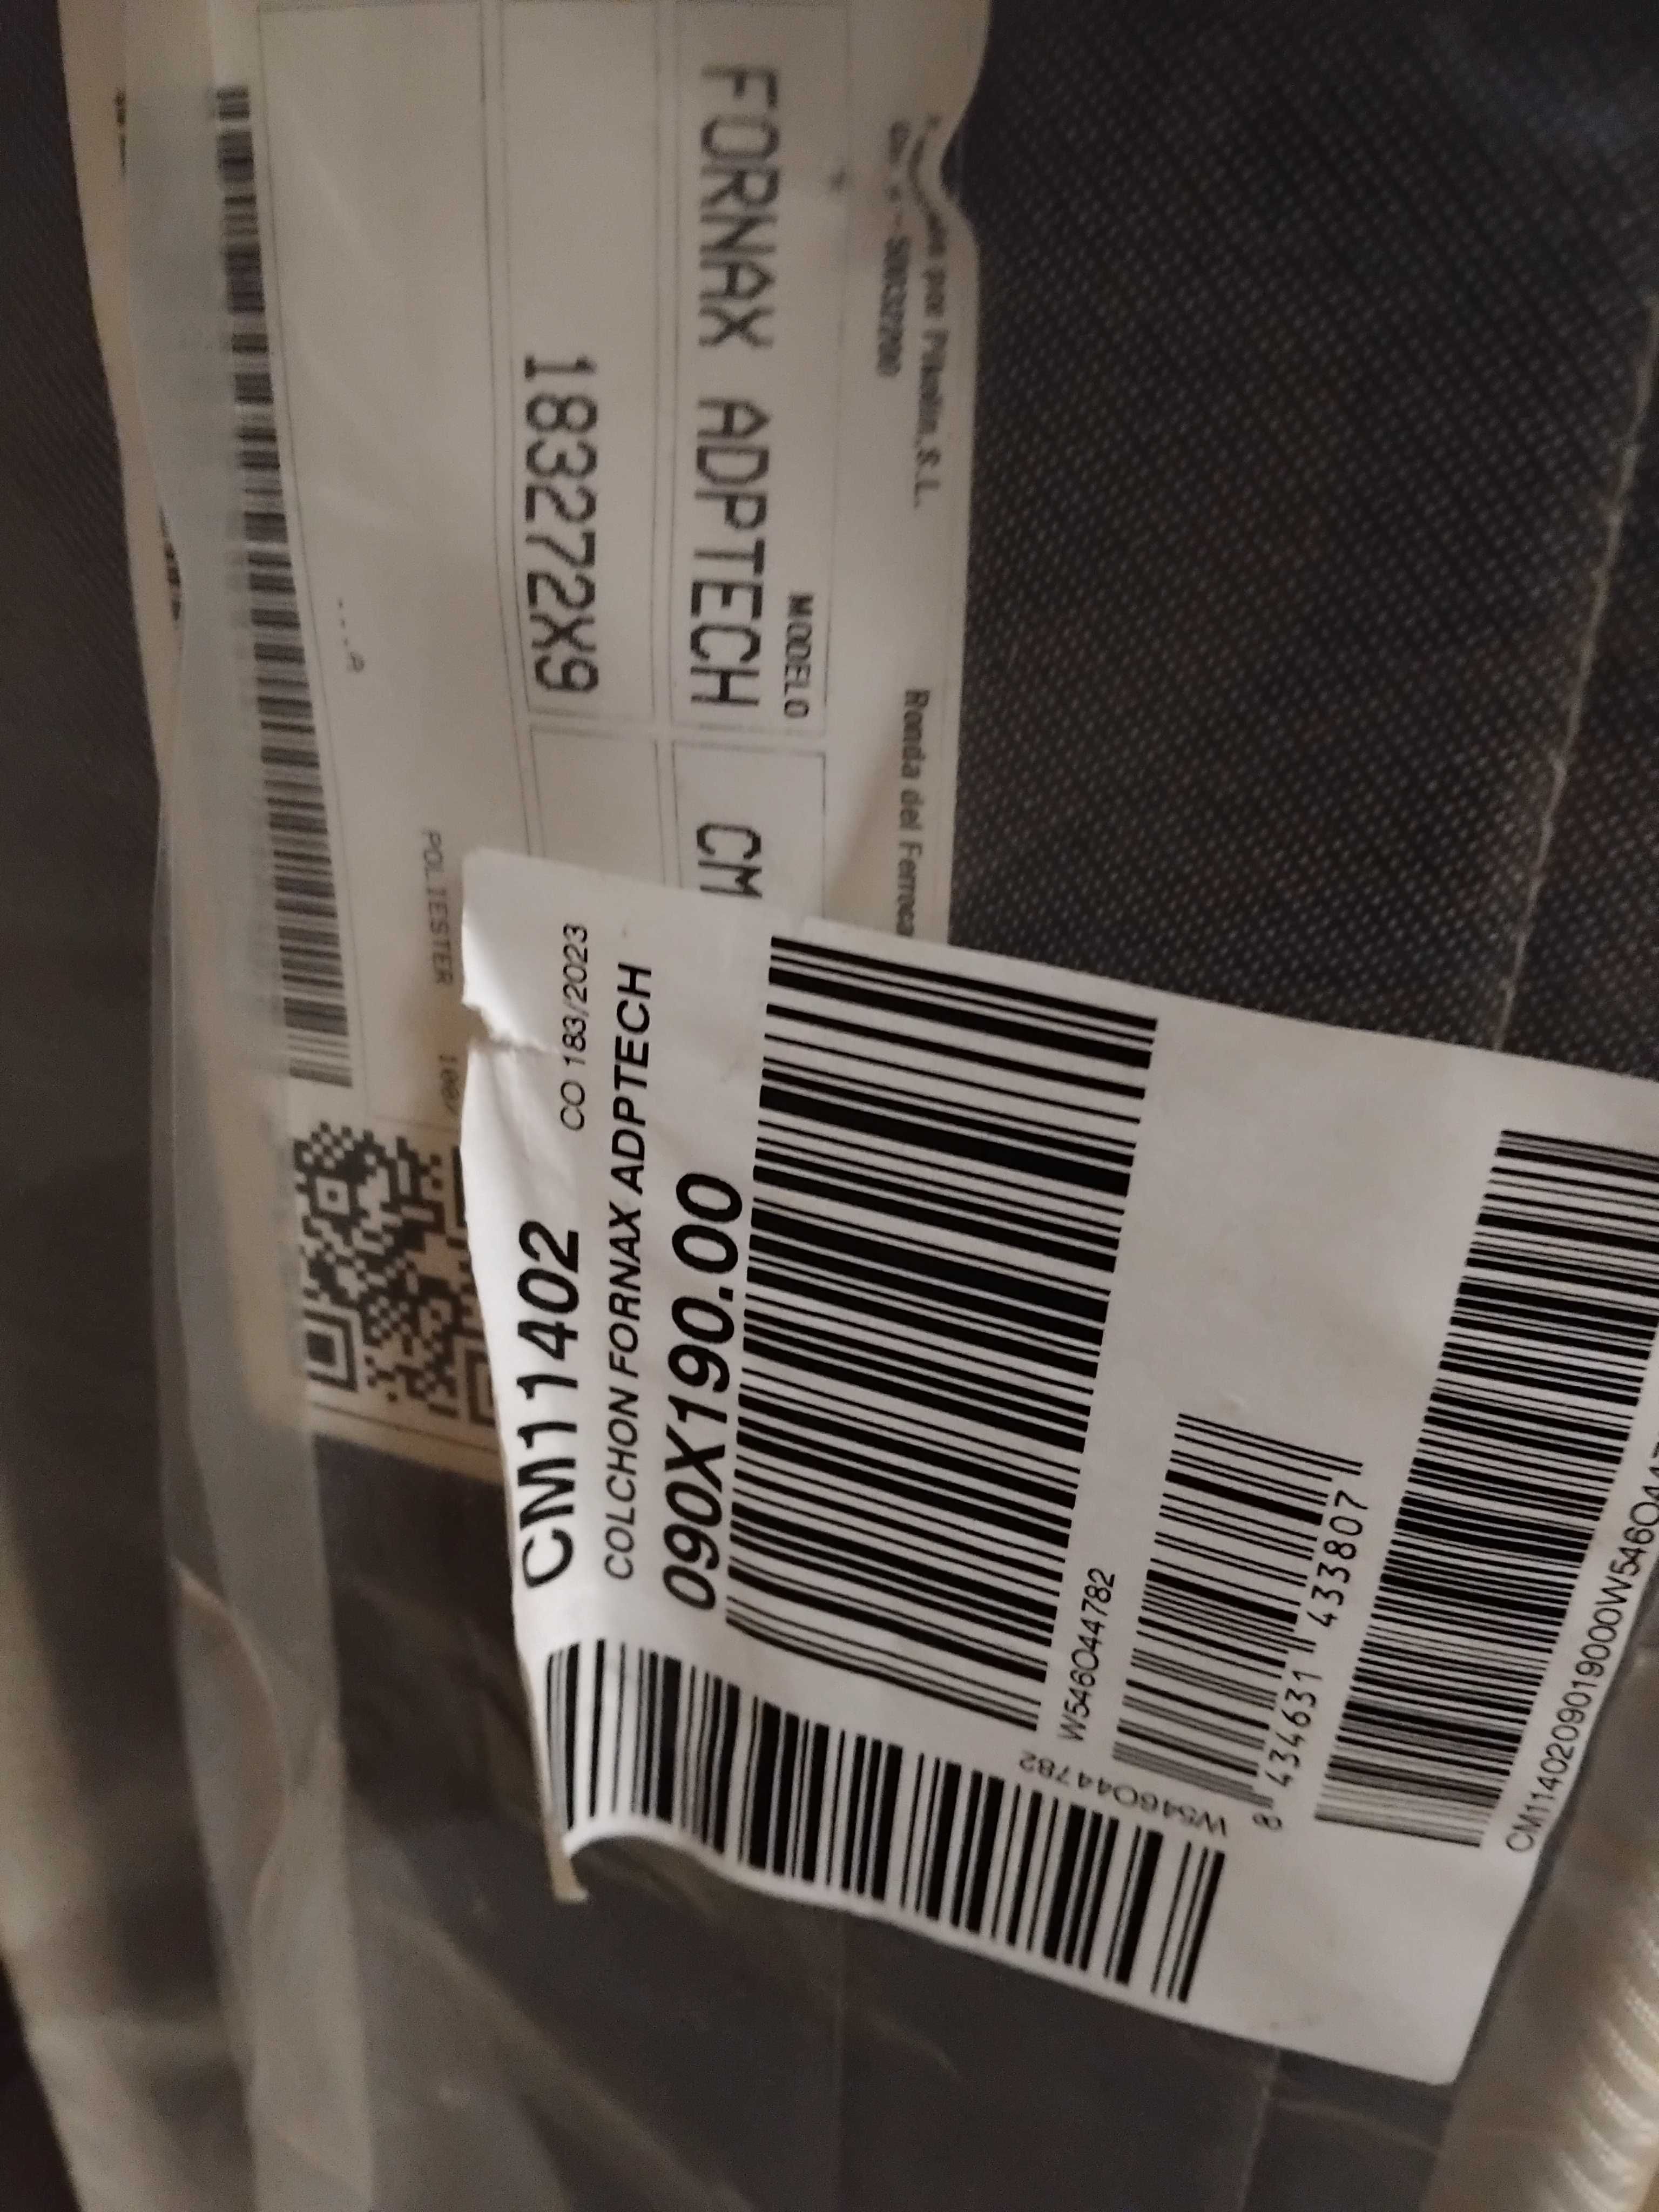 Ronda del Ferroca
MODELO
FORNAX ADPTECH
CM
183272X9
POLIESTER
CM11402
CO 183/2023
COLCHON FORNAX ADPTECH
090X190.00
W546O44782
W546O44782
8 434631 433807